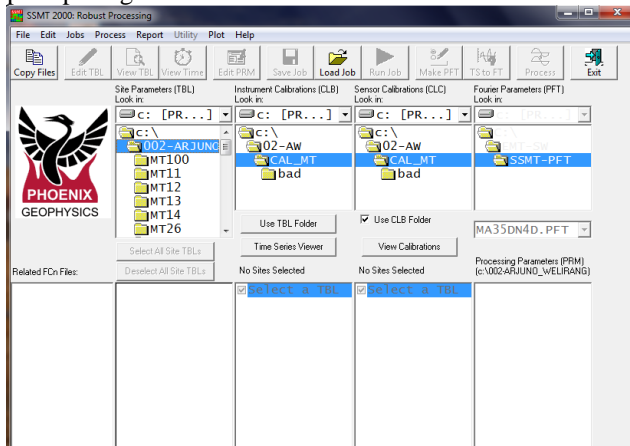 SSMT 2000: Robust Processing
File Edit Jobs Process Report Utility Plot Help
Copy Files Edit TBL View TBL View Time Edit PRM Save Job Load Job Run Job Make PFT TS to FT Process Exit
Site Parameters (TBL) Instrument Calibrations (CLB) Sensor Calibrations (CLC) Fourier Parameters (PFT)
Look in: Look in: Look in: Look in:
c: [PR...] c: [PR...] c: [PR...] c: [PR...]
c:\ c:\ c:\ c:\
002-ARJUNO 02-AW 02-AW EMT-SW
MT100 CAL_MT CAL_MT SSMT-PFT
MT11 bad bad
MT12
MT13
MT14
MT26
PHOENIX
GEOPHYSICS
Use TBL Folder Use CLB Folder MA35DN4D.PFT
Select All Site TBLs Time Series Viewer View Calibrations
Processing Parameters (PRM)
Related FCn Files: Deselect All Site TBLs No Sites Selected No Sites Selected (c:\002-ARJUNO_WELIRANG)
Select a TBL Select a TBL